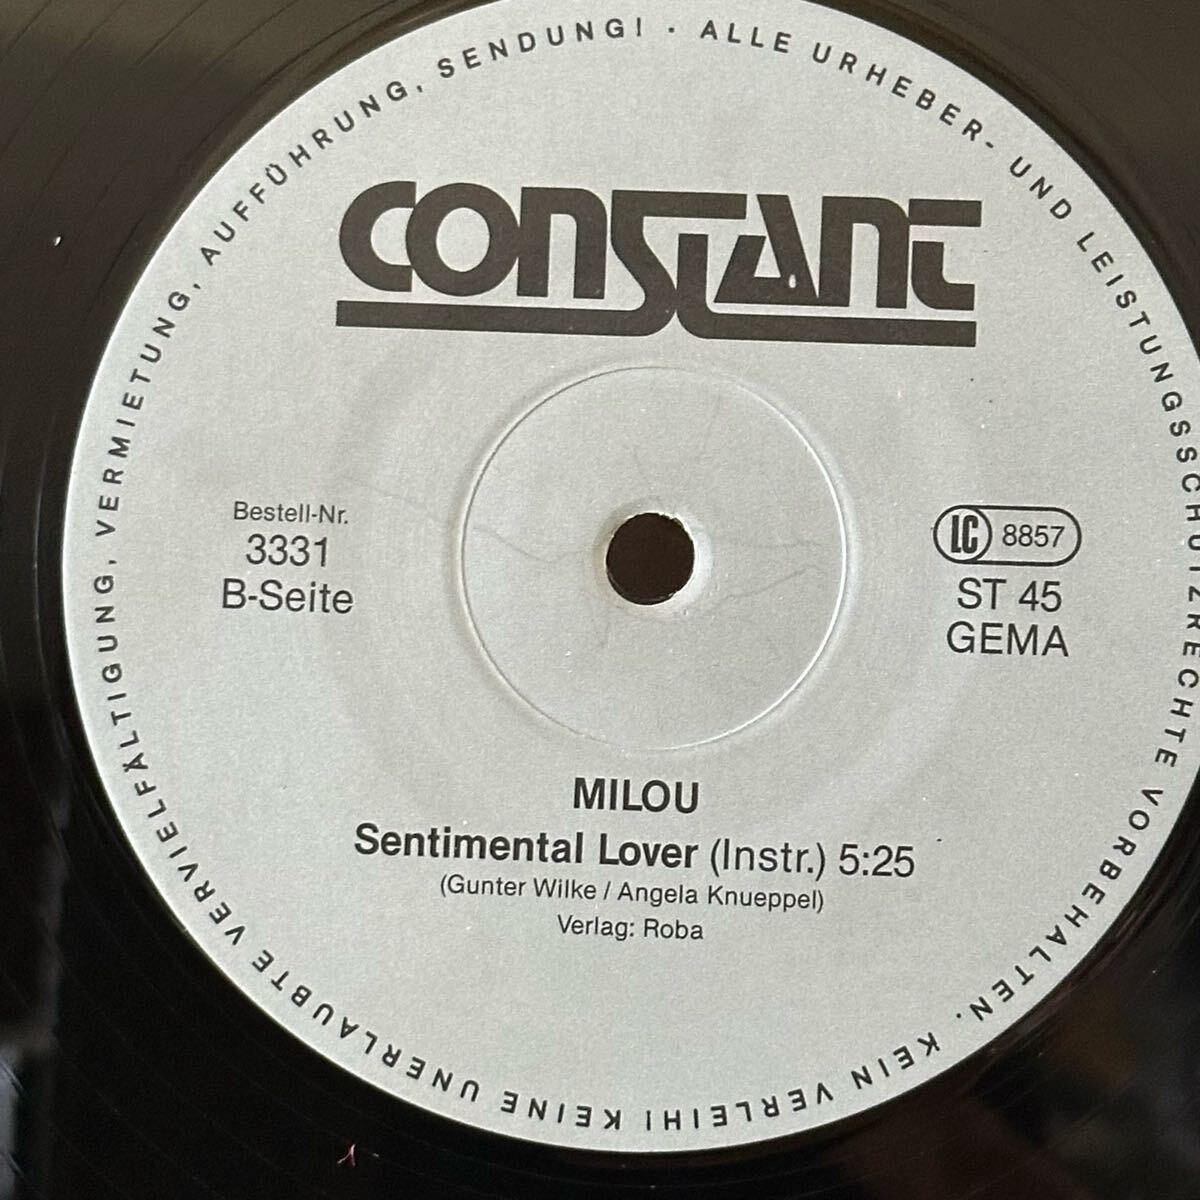 ALLE URHEBER- UND LEISTUNGSSCHUTZRECHTE VORBEHALTEN. KEIN VERLEIH! KEINE UNERLAUBTE VERVIELFÄLTIGUNG, VERMIETUNG, AUFFÜHRUNG, SENDUNG! ·
CONSTANT
Bestell-Nr.
3331
B-Seite
LC 8857
ST 45
GEMA
MILOU
Sentimental Lover (Instr.) 5:25
(Gunter Wilke / Angela Knueppel)
Verlag: Roba